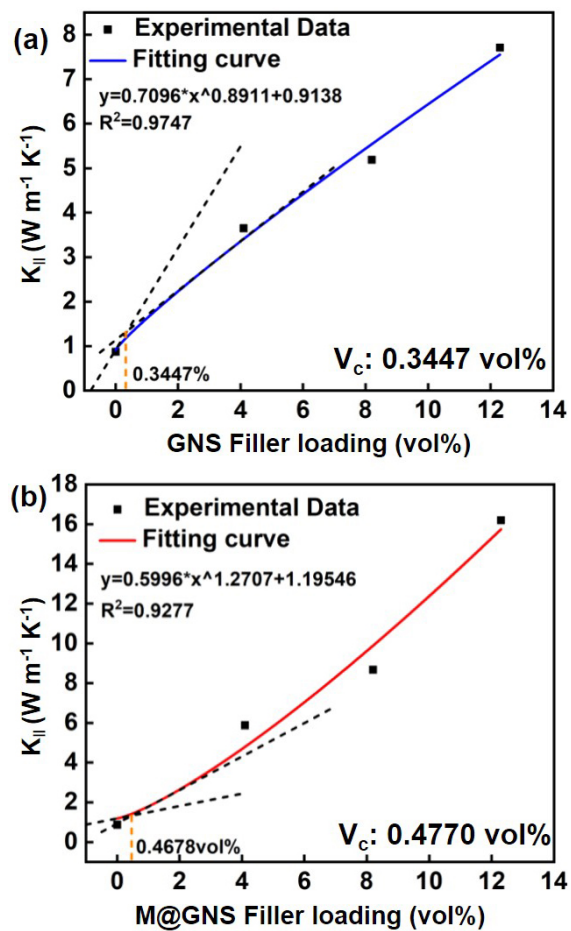 (a)
Experimental Data
Fitting curve
y=0.7096*x^0.8911+0.9138
R²=0.9747
K|| (W m⁻¹ K⁻¹)
8
7
6
5
4
3
2
1
0
0.3447%
Vc: 0.3447 vol%
0 2 4 6 8 10 12 14
GNS Filler loading (vol%)
(b)
Experimental Data
Fitting curve
y=0.5996*x^1.2707+1.19546
R²=0.9277
K|| (W m⁻¹ K⁻¹)
18
16
14
12
10
8
6
4
2
0
0.4678vol%
Vc: 0.4770 vol%
0 2 4 6 8 10 12 14
M@GNS Filler loading (vol%)